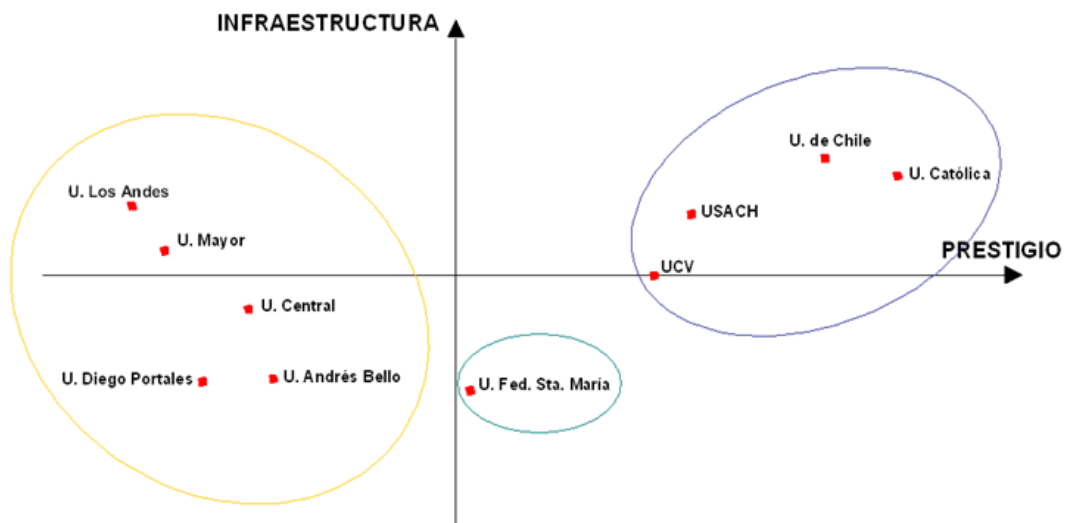 INFRAESTRUCTURA
U. de Chile
U. Católica
U. Los Andes
USACH
U. Mayor
PRESTIGIO
UCV
U. Central
U. Diego Portales
U. Andrés Bello
U. Fed. Sta. María